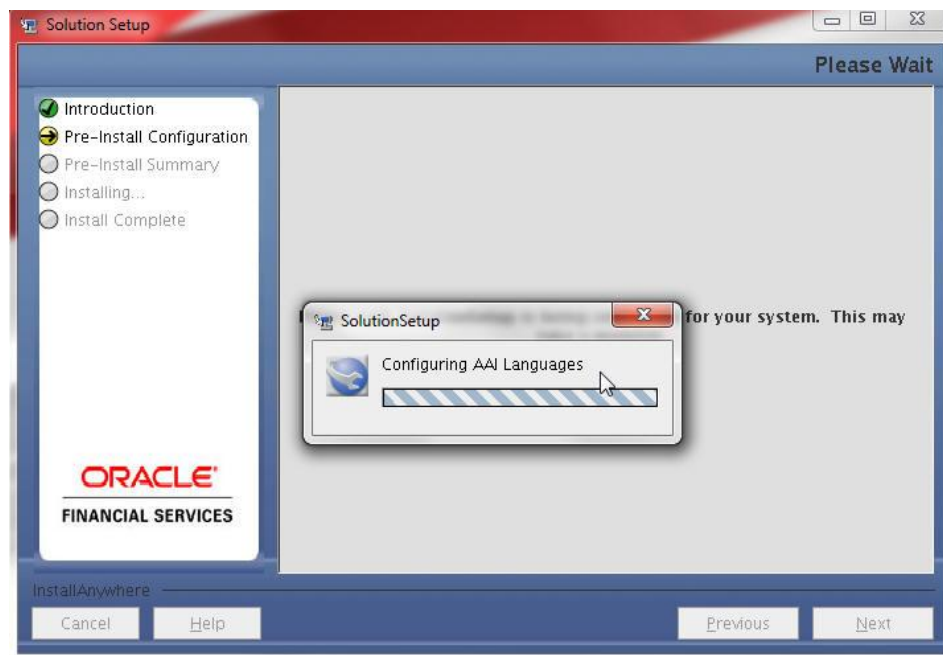 Solution Setup
Please Wait
Introduction
Pre-Install Configuration
Pre-Install Summary
Installing...
Install Complete
for your system. This may
SolutionSetup
Configuring AAI Languages
ORACLE
FINANCIAL SERVICES
InstallAnywhere
Cancel
Help
Previous
Next